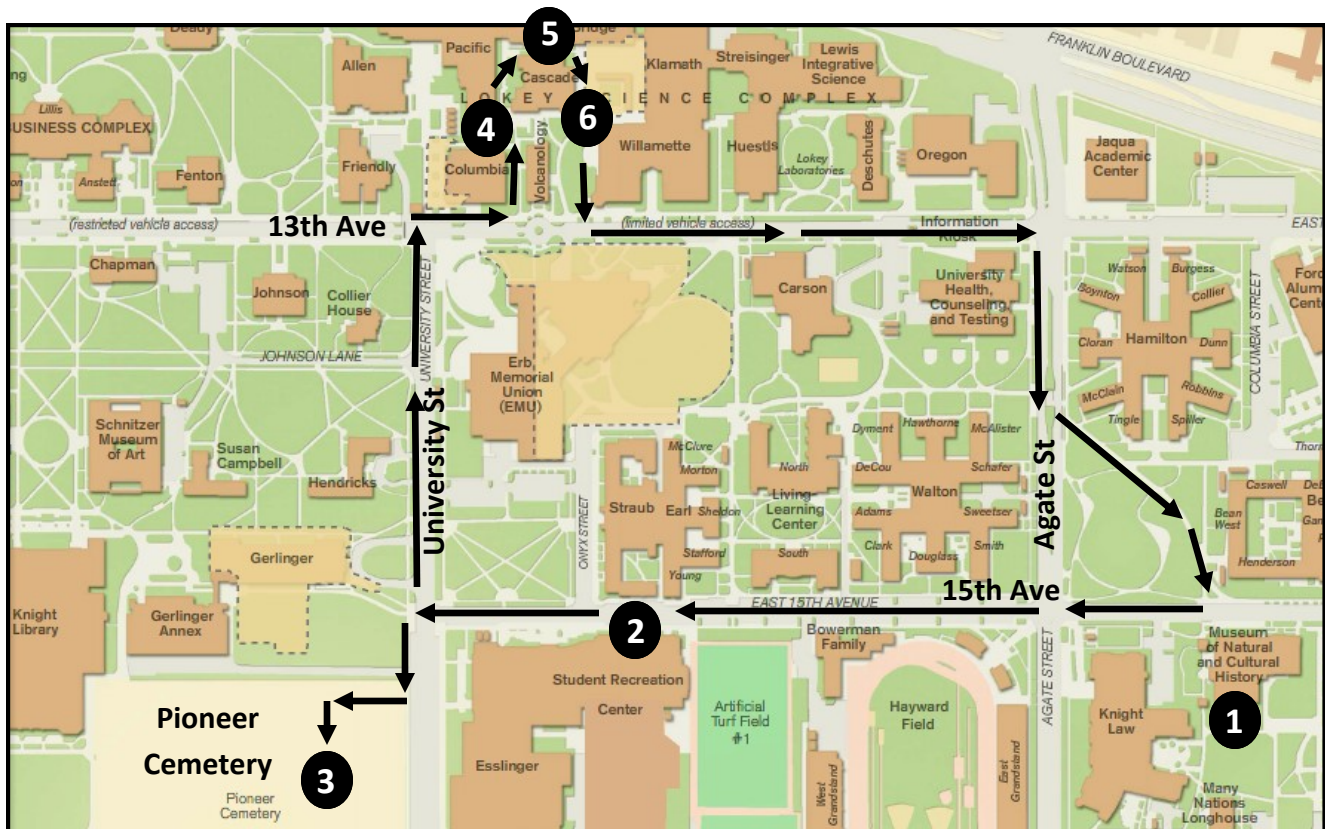 Deady
Pacific
5
bridge
Allen
Klamath
Streisinger
Lewis
Integrative
Science
FRANKLIN BOULEVARD
ng
Lillis
BUSINESS COMPLEX
Cascade
LOKEY SCIENCE COMPLEX
4
6
Anstett
Fenton
Friendly
Columbia
Volcanology
Willamette
Huestis
Lokey
Laboratories
Deschutes
Oregon
Jaqua
Academic
Center
(restricted vehicle access)
13th Ave
(limited vehicle access)
Information
Kiosk
EAST
Chapman
Johnson
Collier
House
UNIVERSITY STREET
Carson
University
Health,
Counseling,
and Testing
Watson
Burgess
Boynton
Collier
Cloran
Hamilton
Dunn
McClain
Robbins
Tingle
Spiller
COLUMBIA STREET
Ford
Alum
Cente
JOHNSON LANE
Erb
Memorial
Union
(EMU)
Schnitzer
Museum
of Art
Susan
Campbell
Hendricks
University St
McClure
Morton
Straub
Earl
Sheldon
Stafford
Young
ONYX STREET
North
Living-
Learning
Center
South
Dyment
Hawthorne
McAlister
DeCou
Schafer
Walton
Adams
Sweetser
Clark
Douglass
Smith
Agate St
Thorn
Caswell
DeB
Be
Bean
West
Gan
Henderson
Gerlinger
Knight
Library
Gerlinger
Annex
EAST 15TH AVENUE
15th Ave
2
Bowerman
Family
Museum
of Natural
and Cultural
History
1
Student Recreation
Center
Artificial
Turf Field
#1
Hayward
Field
AGATE STREET
Knight
Law
Pioneer
Cemetery
3
Pioneer
Cemetery
Esslinger
West
Grandstand
East
Grandstand
Many
Nations
Longhouse